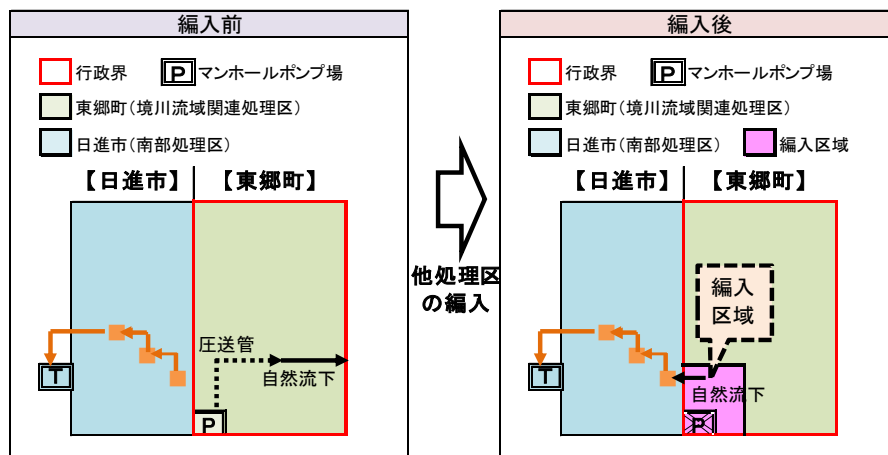 編入前
行政界
P
マンホールポンプ場
東郷町(境川流域関連処理区)
日進市(南部処理区)
【日進市】
【東郷町】
圧送管
自然流下
T
P
他処理区
の編入
編入後
行政界
P
マンホールポンプ場
東郷町(境川流域関連処理区)
日進市(南部処理区)
編入区域
【日進市】
【東郷町】
編入
区域
自然流下
T
P